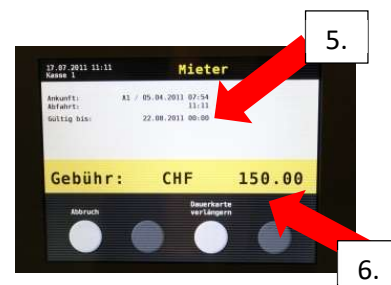 5.
17.07.2011 11:11
Kasse 1
Mieter
Ankunft: A1 / 05.04.2011 07:54
Abfahrt: 11:11
Gültig bis: 22.08.2011 00:00
Gebühr: CHF 150.00
Abbruch
Dauerkarte
verlängern
6.